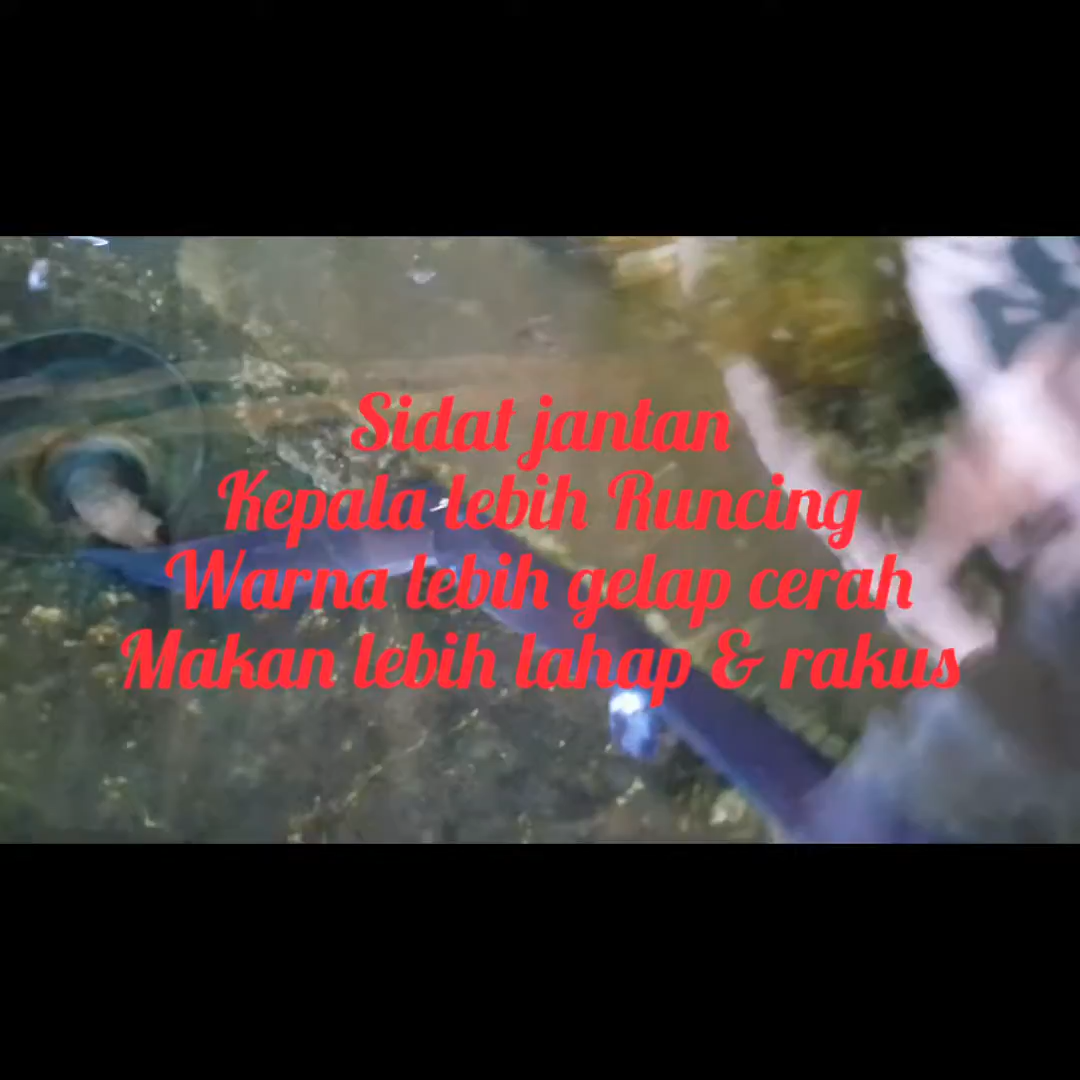 Sidat jantan
Kepala lebih Runcing
Warna lebih gelap cerah
Makan lebih lahap & rakus